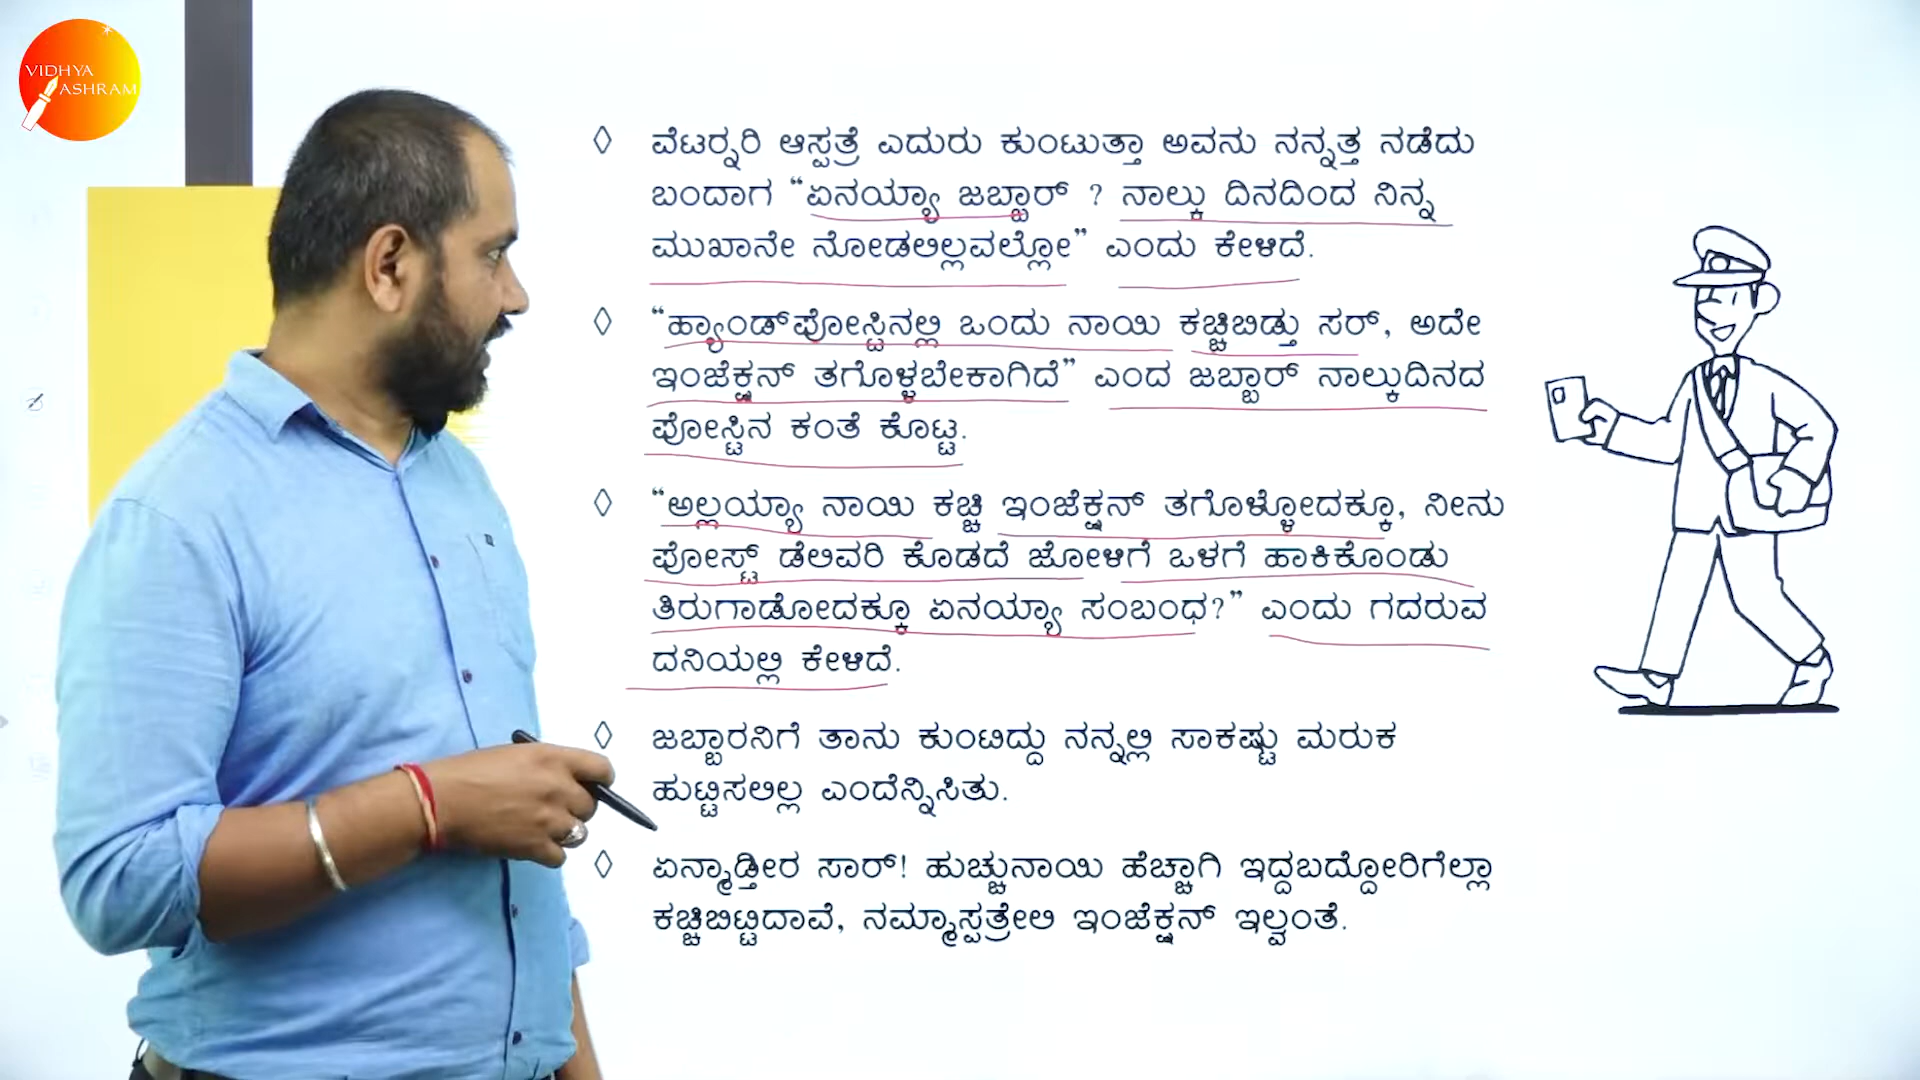 VIDHYA
ASHRAM
ವೆಟರ್‍ನರಿ ಆಸ್ಪತ್ರೆ ಎದುರು ಕುಂಟುತ್ತಾ ಅವನು ನನ್ನತ್ತ ನಡೆದು
ಬಂದಾಗ “ಏನಯ್ಯಾ ಜಬ್ಬಾರ್ ? ನಾಲ್ಕು ದಿನದಿಂದ ನಿನ್ನ
ಮುಖಾನೇ ನೋಡಲಿಲ್ಲವಲ್ಲೋ” ಎಂದು ಕೇಳಿದೆ.
“ಹ್ಯಾಂಡ್‌ಪೋಸ್ಟಿನಲ್ಲಿ ಒಂದು ನಾಯಿ ಕಚ್ಚಿಬಿಡ್ತು ಸರ್, ಅದೇ
ಇಂಜೆಕ್ಷನ್ ತಗೊಳ್ಳಬೇಕಾಗಿದೆ” ಎಂದ ಜಬ್ಬಾರ್ ನಾಲ್ಕುದಿನದ
ಪೋಸ್ಟಿನ ಕಂತೆ ಕೊಟ್ಟ.
“ಅಲ್ಲಯ್ಯಾ ನಾಯಿ ಕಚ್ಚಿ ಇಂಜೆಕ್ಷನ್ ತಗೊಳ್ಳೋದಕ್ಕೂ, ನೀನು
ಪೋಸ್ಟ್ ಡೆಲಿವರಿ ಕೊಡದೆ ಜೋಳಿಗೆ ಒಳಗೆ ಹಾಕಿಕೊಂಡು
ತಿರುಗಾಡೋದಕ್ಕೂ ಏನಯ್ಯಾ ಸಂಬಂಧ?” ಎಂದು ಗದರುವ
ದನಿಯಲ್ಲಿ ಕೇಳಿದೆ.
ಜಬ್ಬಾರನಿಗೆ ತಾನು ಕುಂಟಿದ್ದು ನನ್ನಲ್ಲಿ ಸಾಕಷ್ಟು ಮರುಕ
ಹುಟ್ಟಿಸಲಿಲ್ಲ ಎಂದೆನ್ನಿಸಿತು.
ಏನ್ಮಾಡ್ತೀರ ಸಾರ್! ಹುಚ್ಚುನಾಯಿ ಹೆಚ್ಚಾಗಿ ಇದ್ದಬದ್ದೋರಿಗೆಲ್ಲಾ
ಕಚ್ಚಿಬಿಟ್ಟಿದಾವೆ, ನಮ್ಮಾಸ್ಪತ್ರೇಲಿ ಇಂಜೆಕ್ಷನ್ ಇಲ್ವಂತೆ.